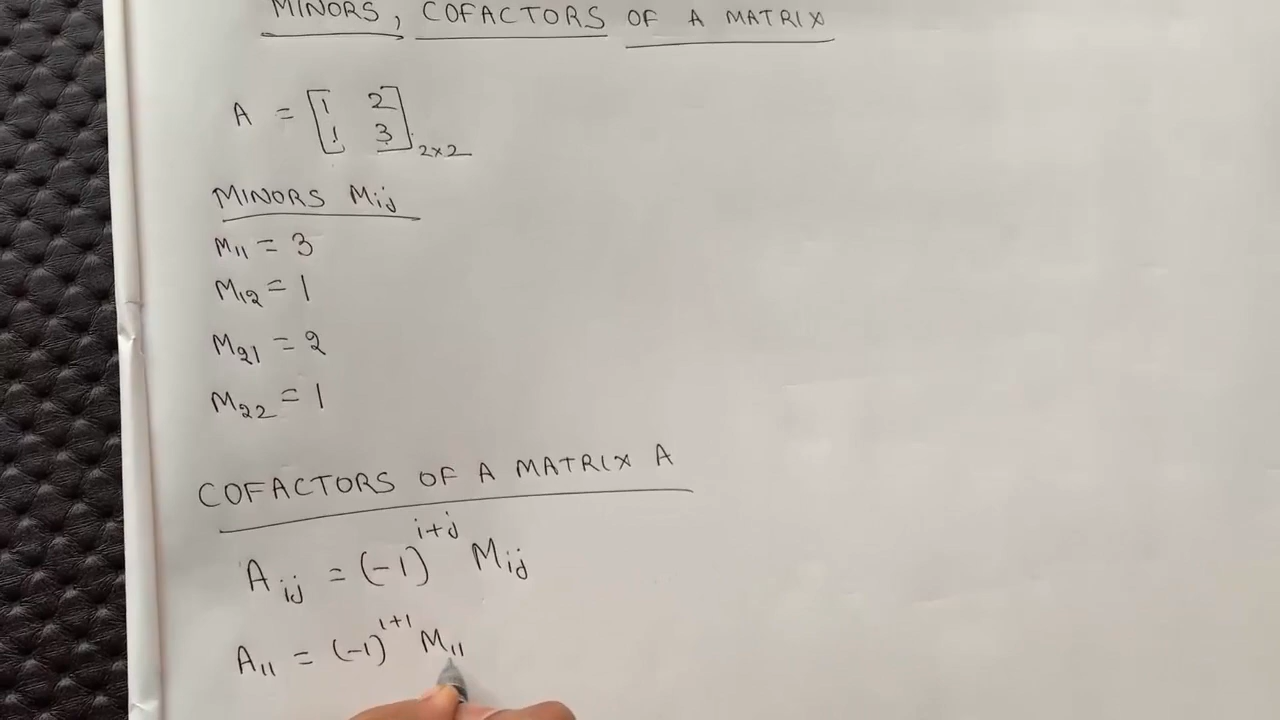 MINORS, COFACTORS OF A MATRIX
A = [1 2
1 3]2×2
MINORS Mij
M11 = 3
M12 = 1
M21 = 2
M22 = 1
COFACTORS OF A MATRIX A
Aij = (-1)^i+j Mij
A11 = (-1)^1+1 M11